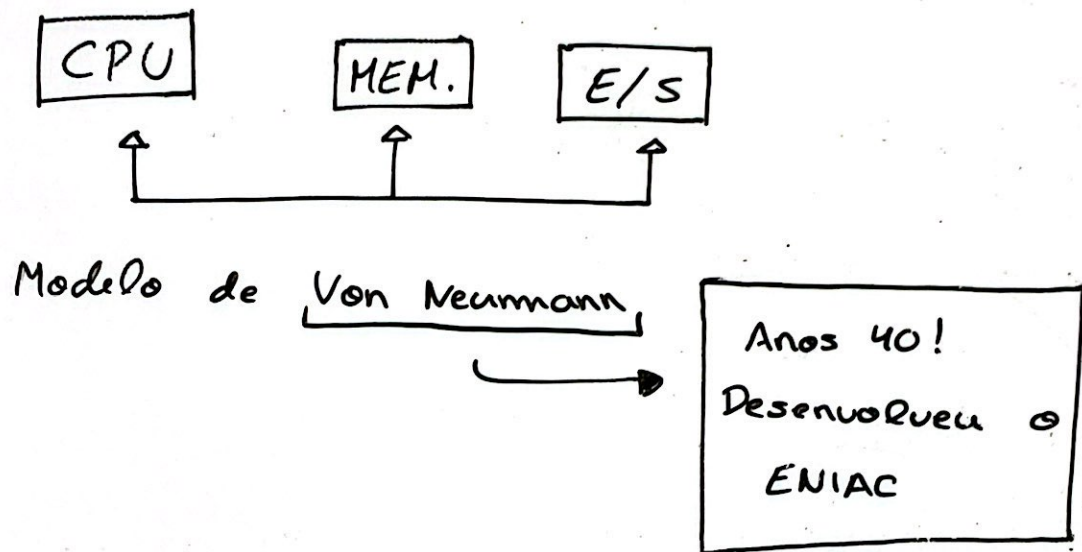 CPU
MEM.
E/S
Modelo de Von Neumann
Anos 40!
Desenvolveu o
ENIAC